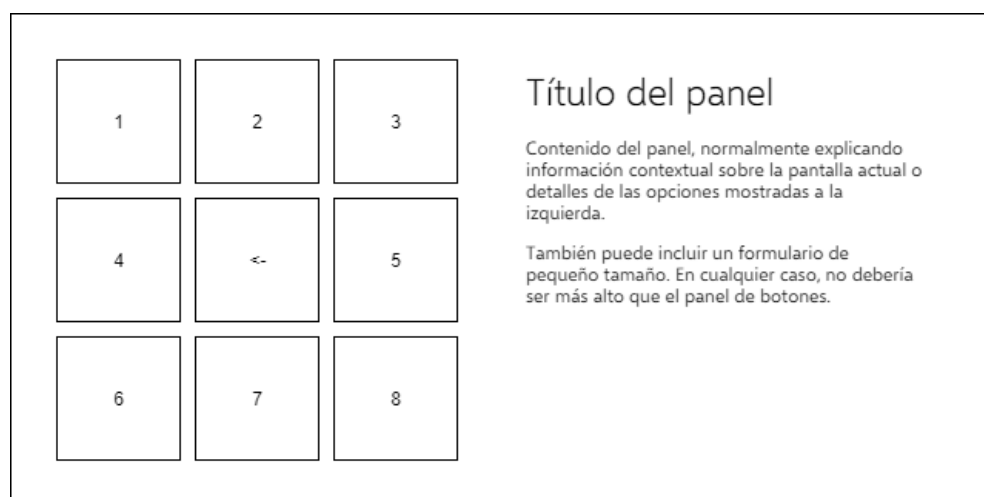 1 2 3
4 <- 5
6 7 8
Título del panel
Contenido del panel, normalmente explicando
información contextual sobre la pantalla actual o
detalles de las opciones mostradas a la
izquierda.
También puede incluir un formulario de
pequeño tamaño. En cualquier caso, no debería
ser más alto que el panel de botones.